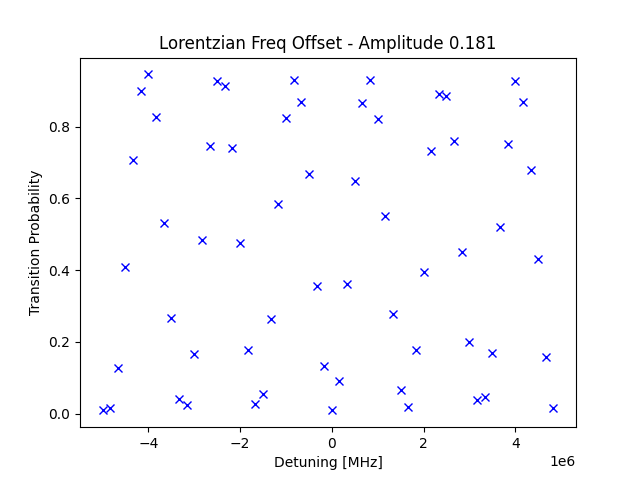 Lorentzian Freq Offset - Amplitude 0.181
Transition Probability
0.8
0.6
0.4
0.2
0.0
−4
−2
0
2
4
1e6
Detuning [MHz]